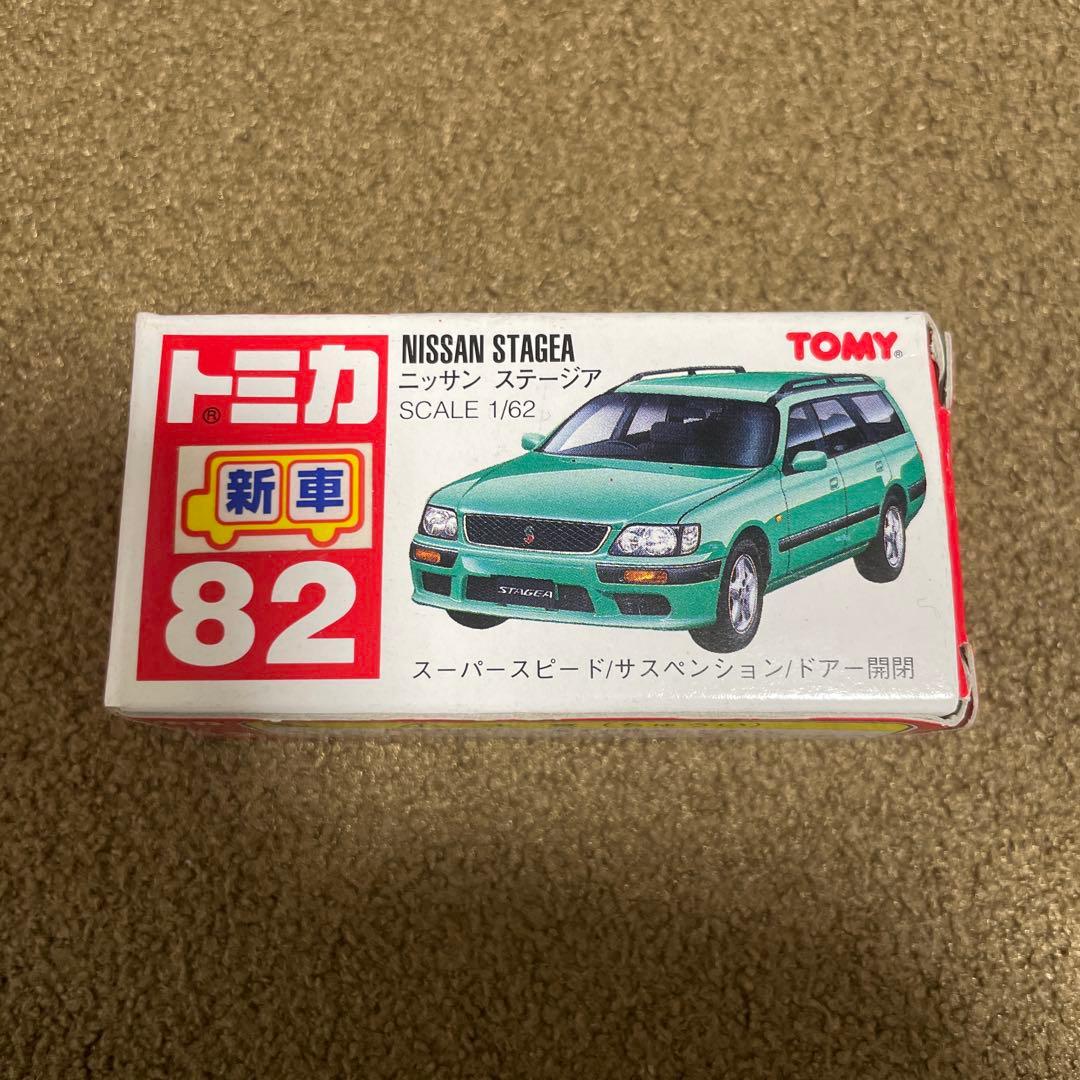 トミカ®
新車
82
NISSAN STAGEA
ニッサン ステージア
SCALE 1/62
TOMY®
STAGEA
スーパースピード/サスペンション/ドアー開閉